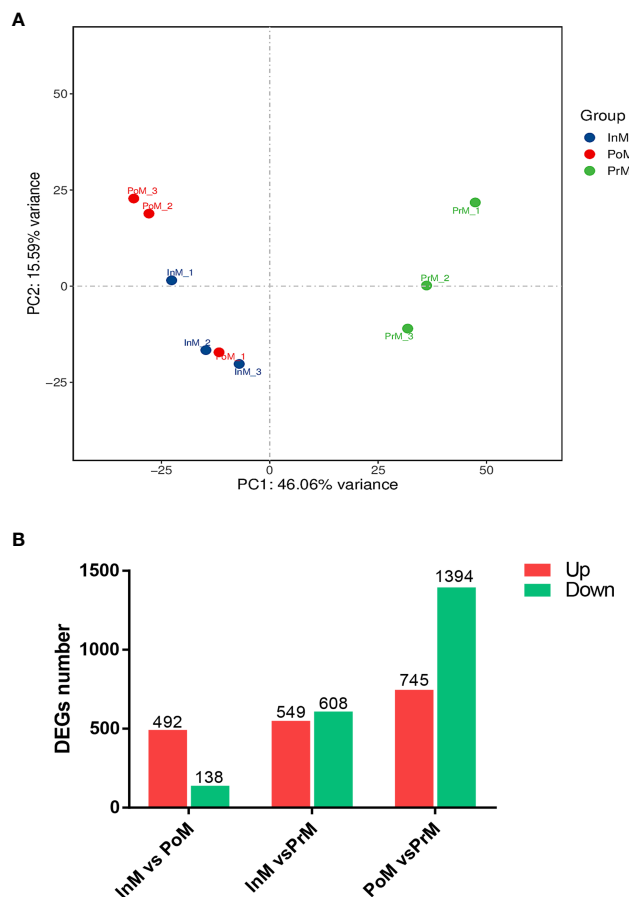 A
Group
InM
PoM
PrM
PC2: 15.59% variance
50
25
0
−25
PoM_3
PoM_2
InM_1
InM_2
PoM_1
InM_3
PrM_1
PrM_2
PrM_3
−25
0
25
50
PC1: 46.06% variance
B
Up
Down
DEGs number
1500
1000
500
0
492
138
549
608
745
1394
InM vs PoM
InM vsPrM
PoM vsPrM